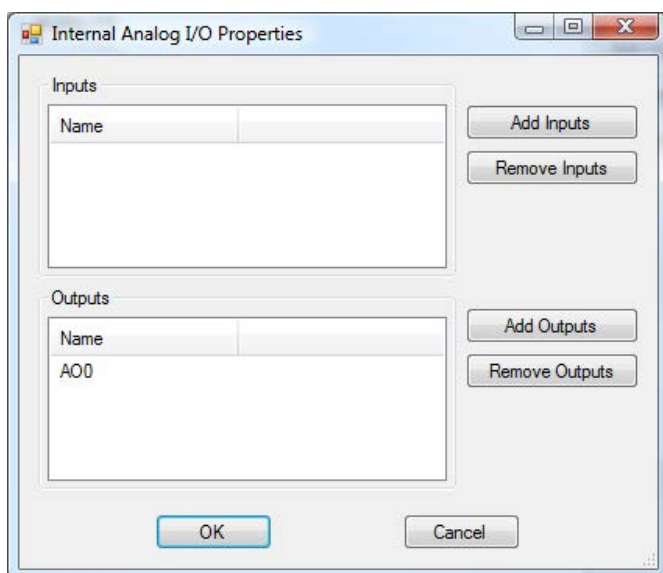 Internal Analog I/O Properties
Inputs
Name
Add Inputs
Remove Inputs
Outputs
Name
AO0
Add Outputs
Remove Outputs
OK
Cancel